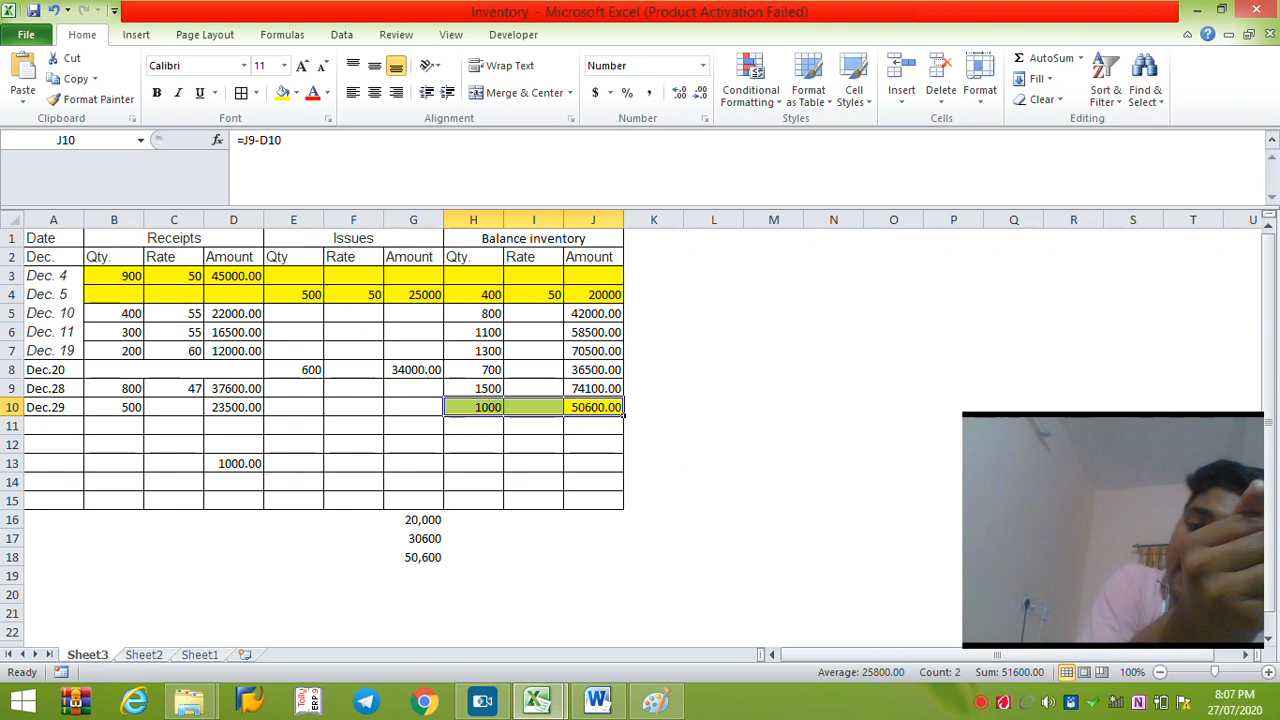 Inventory - Microsoft Excel (Product Activation Failed)
File Home Insert Page Layout Formulas Data Review View Developer
Paste Cut Copy Format Painter Clipboard
Calibri 11 A A B I U A Font
Wrap Text Merge & Center Alignment
Number $ % , Number
Conditional Formatting Format as Table Cell Styles Styles
Insert Delete Format Cells
Σ AutoSum Fill Clear Sort & Filter Find & Select Editing
J10 fx =J9-D10
A B C D E F G H I J K L M N O P Q R S T U
1 Date Receipts Issues Balance inventory
2 Dec. Qty. Rate Amount Qty Rate Amount Qty. Rate Amount
3 Dec. 4 900 50 45000.00
4 Dec. 5 500 50 25000 400 50 20000
5 Dec. 10 400 55 22000.00 800 42000.00
6 Dec. 11 300 55 16500.00 1100 58500.00
7 Dec. 19 200 60 12000.00 1300 70500.00
8 Dec.20 600 34000.00 700 36500.00
9 Dec.28 800 47 37600.00 1500 74100.00
10 Dec.29 500 23500.00 1000 50600.00
11
12
13 1000.00
14
15
16 20,000
17 30600
18 50,600
19
20
21
22
Sheet3 Sheet2 Sheet1
Ready Average: 25800.00 Count: 2 Sum: 51600.00 100%
Tally ERP 9
8:07 PM
27/07/2020